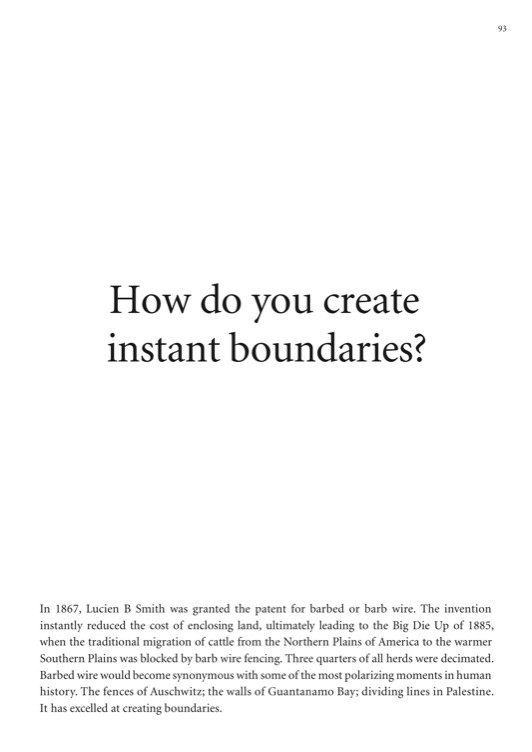 93
How do you create
instant boundaries?
In 1867, Lucien B Smith was granted the patent for barbed or barb wire. The invention
instantly reduced the cost of enclosing land, ultimately leading to the Big Die Up of 1885,
when the traditional migration of cattle from the Northern Plains of America to the warmer
Southern Plains was blocked by barb wire fencing. Three quarters of all herds were decimated.
Barbed wire would become synonymous with some of the most polarizing moments in human
history. The fences of Auschwitz; the walls of Guantanamo Bay; dividing lines in Palestine.
It has excelled at creating boundaries.